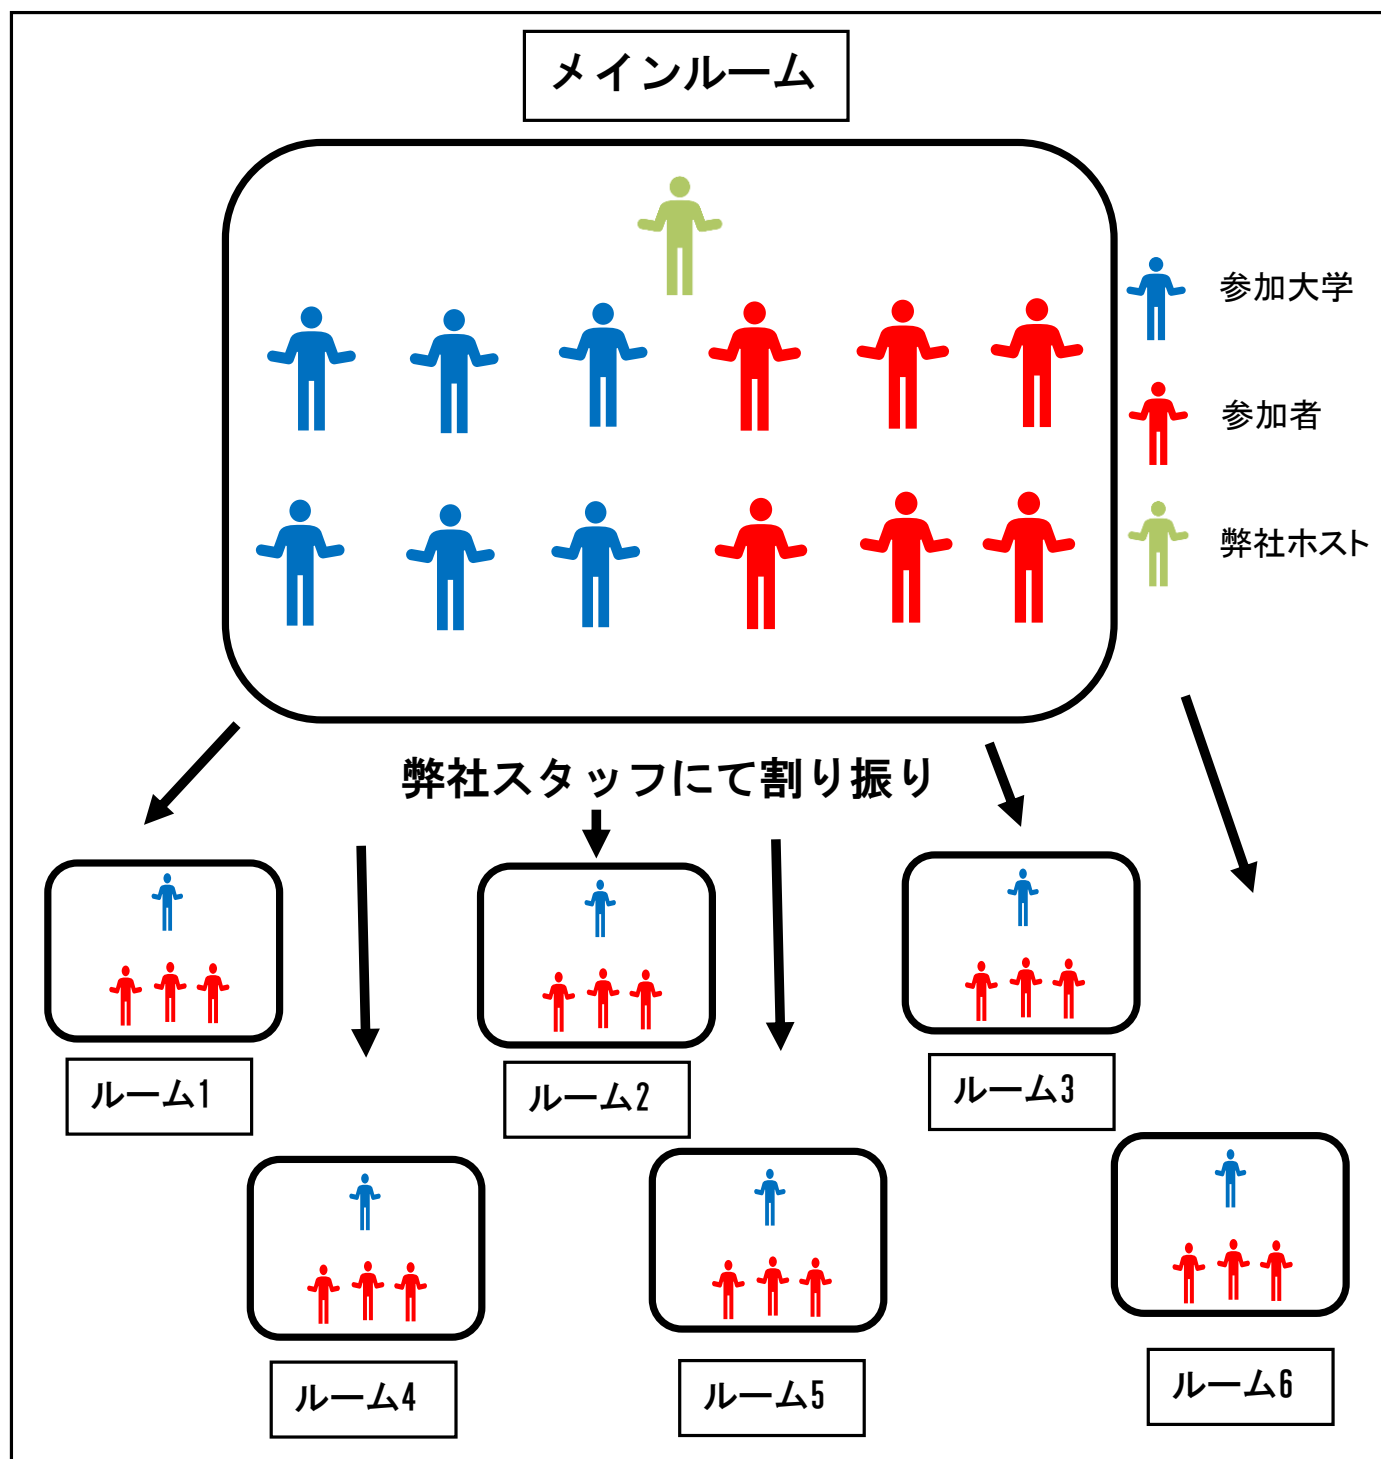 メインルーム
参加大学
参加者
弊社ホスト
弊社スタッフにて割り振り
ルーム1
ルーム2
ルーム3
ルーム4
ルーム5
ルーム6